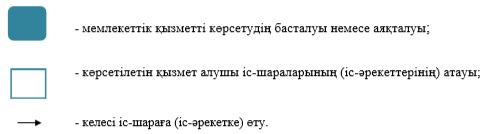 - мемлекеттік қызметті көрсетудің басталуы немесе аяқталуы;
- көрсетілетін қызмет алушы іс-шараларының (іс-әрекеттерінің) атауы;
- келесі іс-шараға (іс-әрекетке) өту.